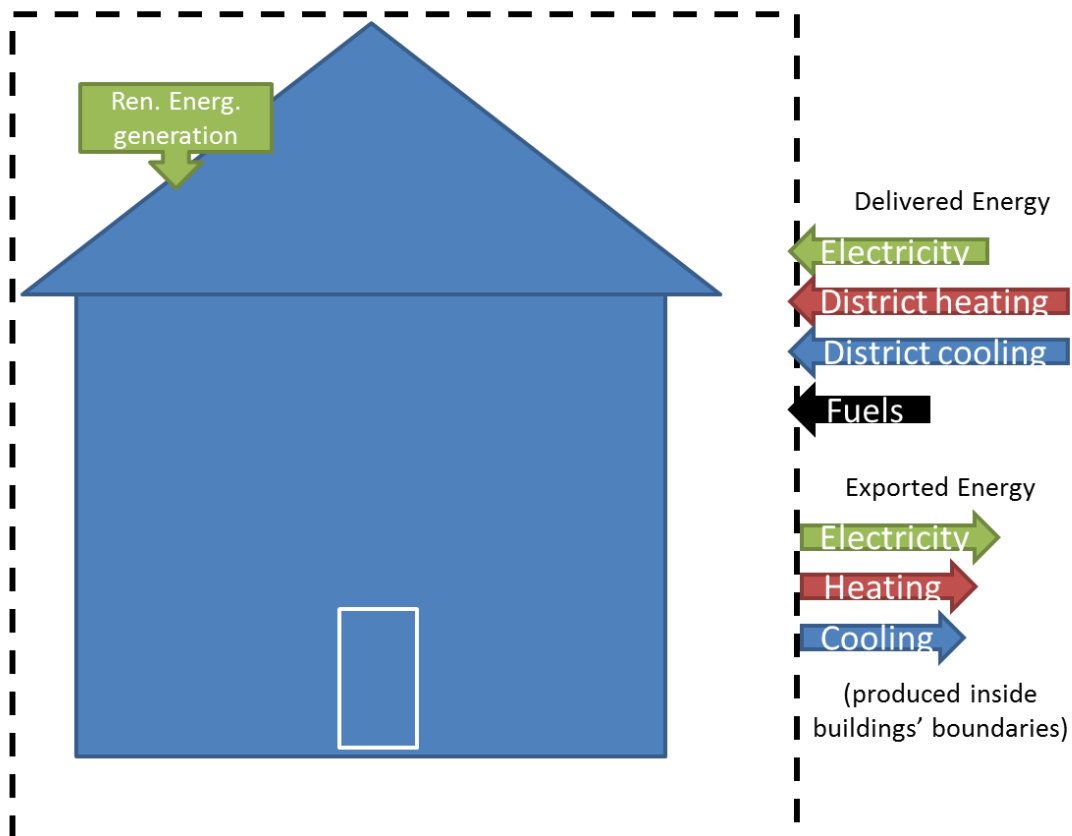 Ren. Energ.
generation
Delivered Energy
Electricity
District heating
District cooling
Fuels
Exported Energy
Electricity
Heating
Cooling
(produced inside
buildings’ boundaries)